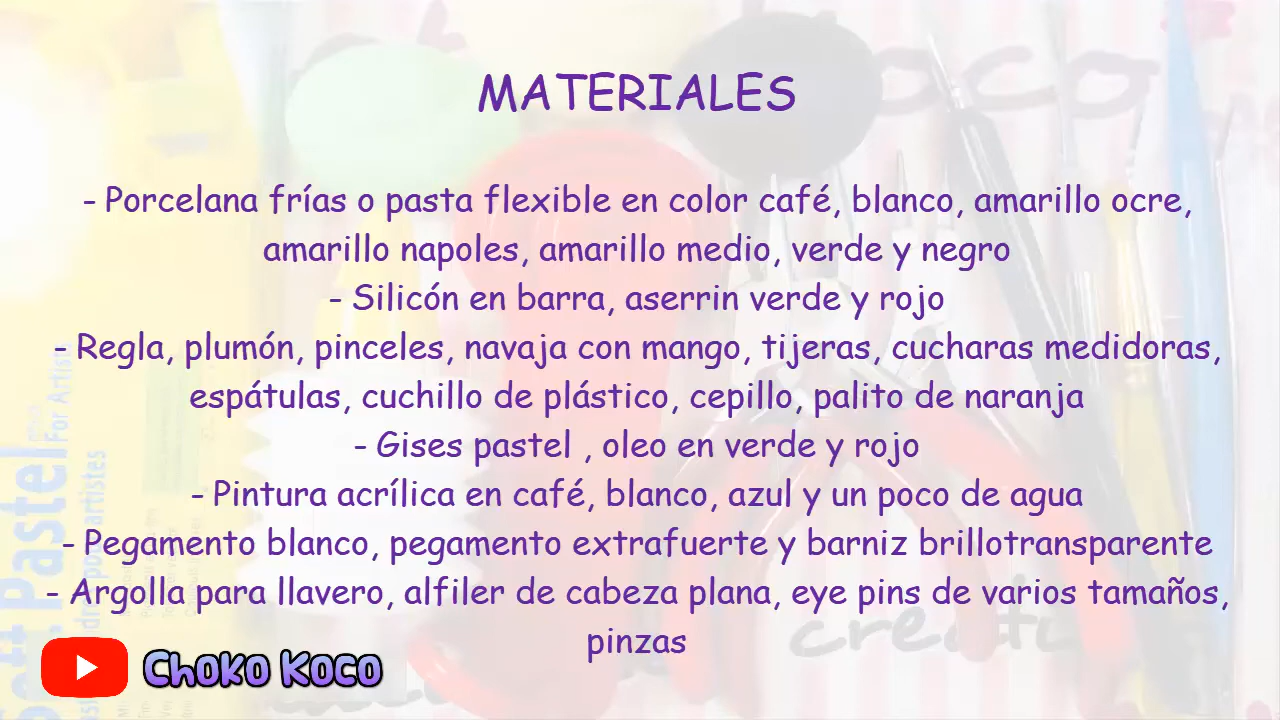 MATERIALES
- Porcelana frías o pasta flexible en color café, blanco, amarillo ocre,
amarillo napoles, amarillo medio, verde y negro
- Silicón en barra, aserrin verde y rojo
- Regla, plumón, pinceles, navaja con mango, tijeras, cucharas medidoras,
espátulas, cuchillo de plástico, cepillo, palito de naranja
- Gises pastel , oleo en verde y rojo
- Pintura acrílica en café, blanco, azul y un poco de agua
- Pegamento blanco, pegamento extrafuerte y barniz brillotransparente
- Argolla para llavero, alfiler de cabeza plana, eye pins de varios tamaños,
pinzas
Choko Koco
Soft Pastel
For Artist